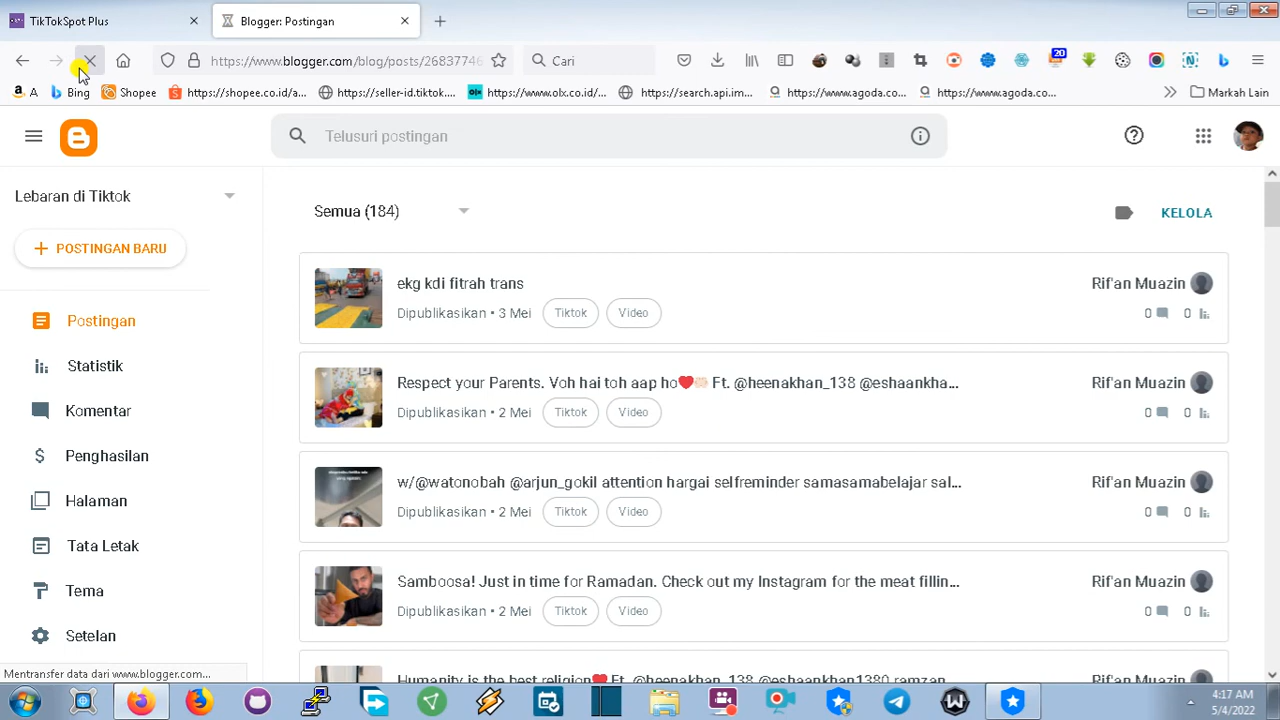 TikTokSpot Plus
Blogger: Postingan
https://www.blogger.com/blog/posts/26837746
Cari
20
A
Bing
Shopee
https://shopee.co.id/a...
https://seller-id.tiktok....
https://www.olx.co.id/...
https://search.api.im...
https://www.agoda.co...
https://www.agoda.co...
Markah Lain
Telusuri postingan
Lebaran di Tiktok
POSTINGAN BARU
Postingan
Statistik
Komentar
Penghasilan
Halaman
Tata Letak
Tema
Setelan
Semua (184)
KELOLA
ekg kdi fitrah trans
Rif'an Muazin
Dipublikasikan • 3 Mei
Tiktok
Video
0
0
Respect your Parents. Voh hai toh aap ho❤️🫶🏻 Ft. @heenakhan_138 @eshaankha...
Rif'an Muazin
Dipublikasikan • 2 Mei
Tiktok
Video
0
0
w/@watonobah @arjun_gokil attention hargai selfreminder samasamabelajar sal...
Rif'an Muazin
Dipublikasikan • 2 Mei
Tiktok
Video
0
0
Samboosa! Just in time for Ramadan. Check out my Instagram for the meat fillin...
Rif'an Muazin
Dipublikasikan • 2 Mei
Tiktok
Video
0
0
Humanity is the best religion❤️ Ft. @heenakhan_138 @eshaankhan1380 ramzan
Mentransfer data dari www.blogger.com...
4:17 AM
5/4/2022